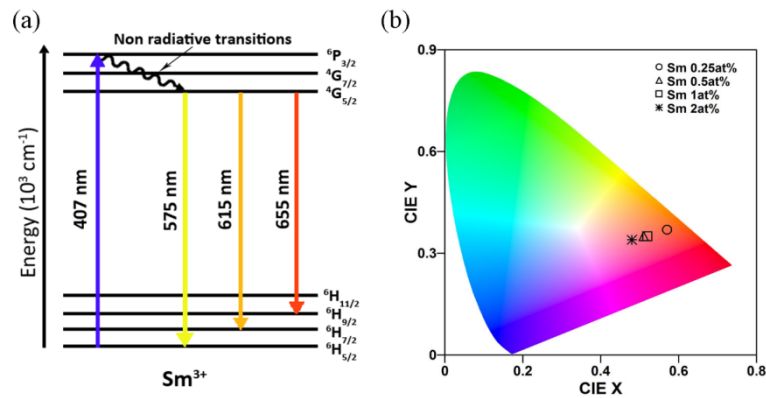 (a)
Non radiative transitions
⁶P₃/₂
⁴G₇/₂
⁴G₅/₂
Energy (10³ cm⁻¹)
407 nm
575 nm
615 nm
655 nm
⁶H₁₁/₂
⁶H₉/₂
⁶H₇/₂
⁶H₅/₂
Sm³⁺
(b)
0.9
0.6
0.3
0
CIE Y
Sm 0.25at%
Sm 0.5at%
Sm 1at%
Sm 2at%
0 0.2 0.4 0.6 0.8
CIE X